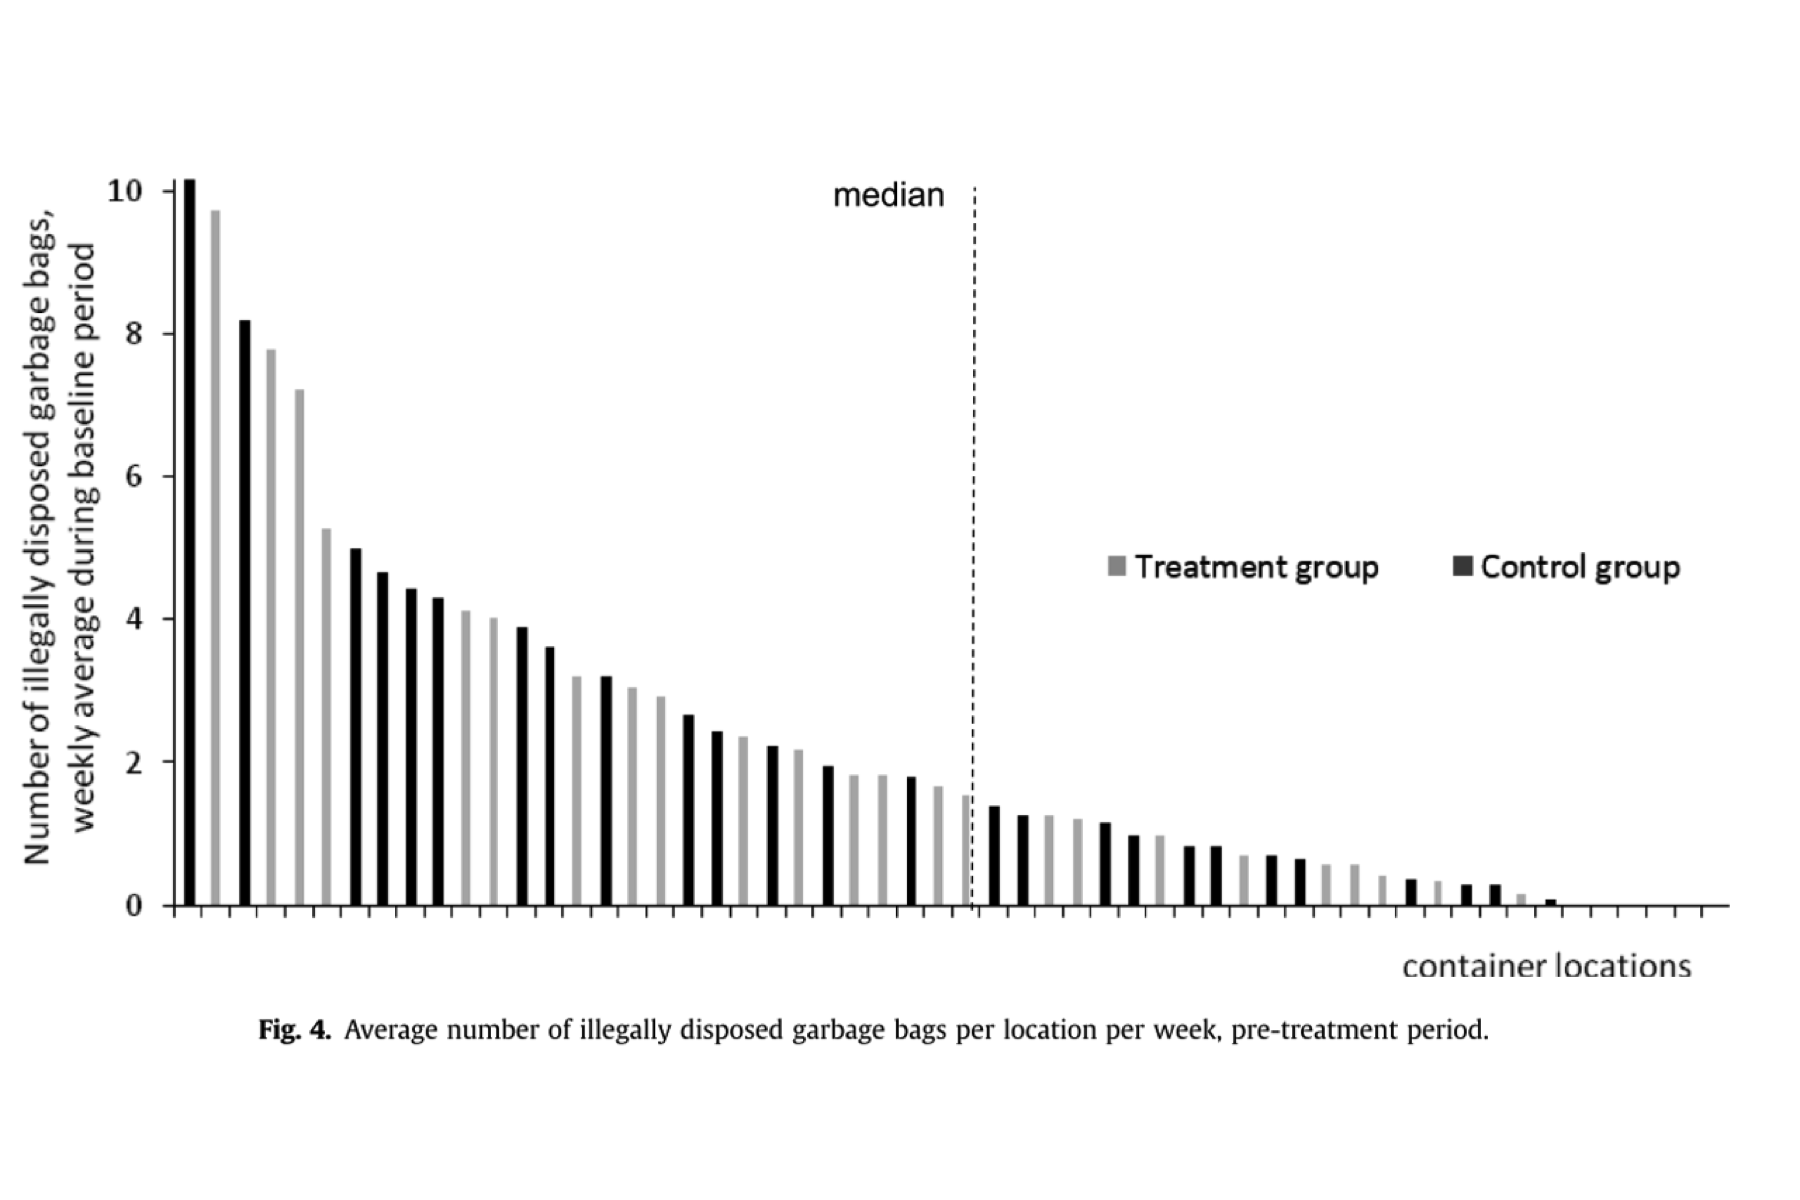 Number of illegally disposed garbage bags,
weekly average during baseline period
10
8
6
4
2
0
median
Treatment group
Control group
container locations
Fig. 4. Average number of illegally disposed garbage bags per location per week, pre-treatment period.